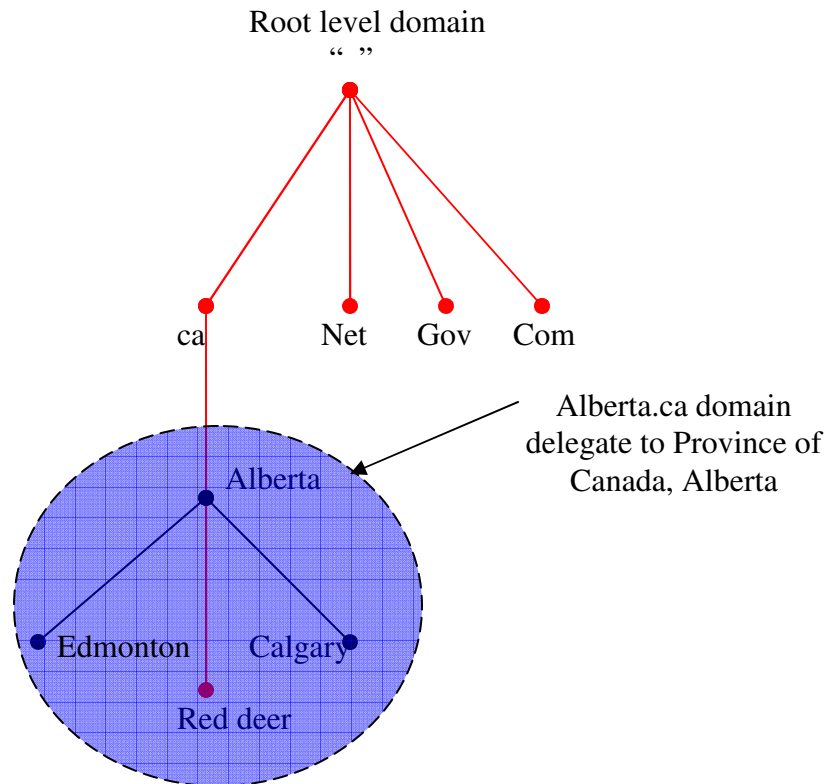 Root level domain
“ ”
ca
Net
Gov
Com
Alberta.ca domain
delegate to Province of
Canada, Alberta
Alberta
Edmonton
Calgary
Red deer